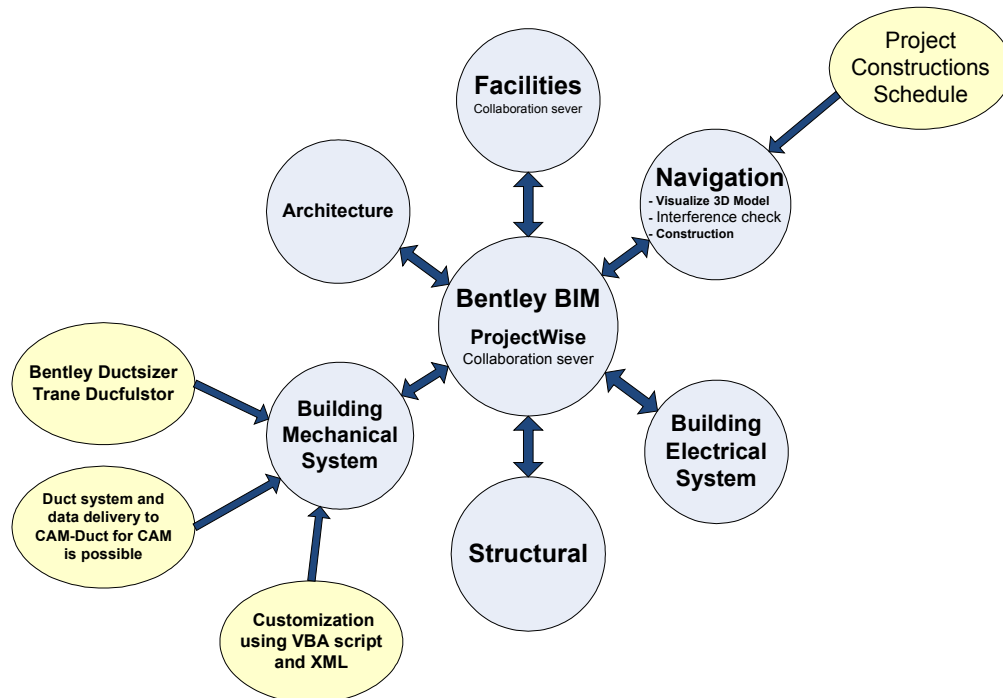 Project
Constructions
Schedule
Facilities
Collaboration sever
Navigation
- Visualize 3D Model
- Interference check
- Construction
Architecture
Bentley BIM
ProjectWise
Collaboration sever
Bentley Ductsizer
Trane Ducfulstor
Building
Mechanical
System
Building
Electrical
System
Duct system and
data delivery to
CAM-Duct for CAM
is possible
Structural
Customization
using VBA script
and XML